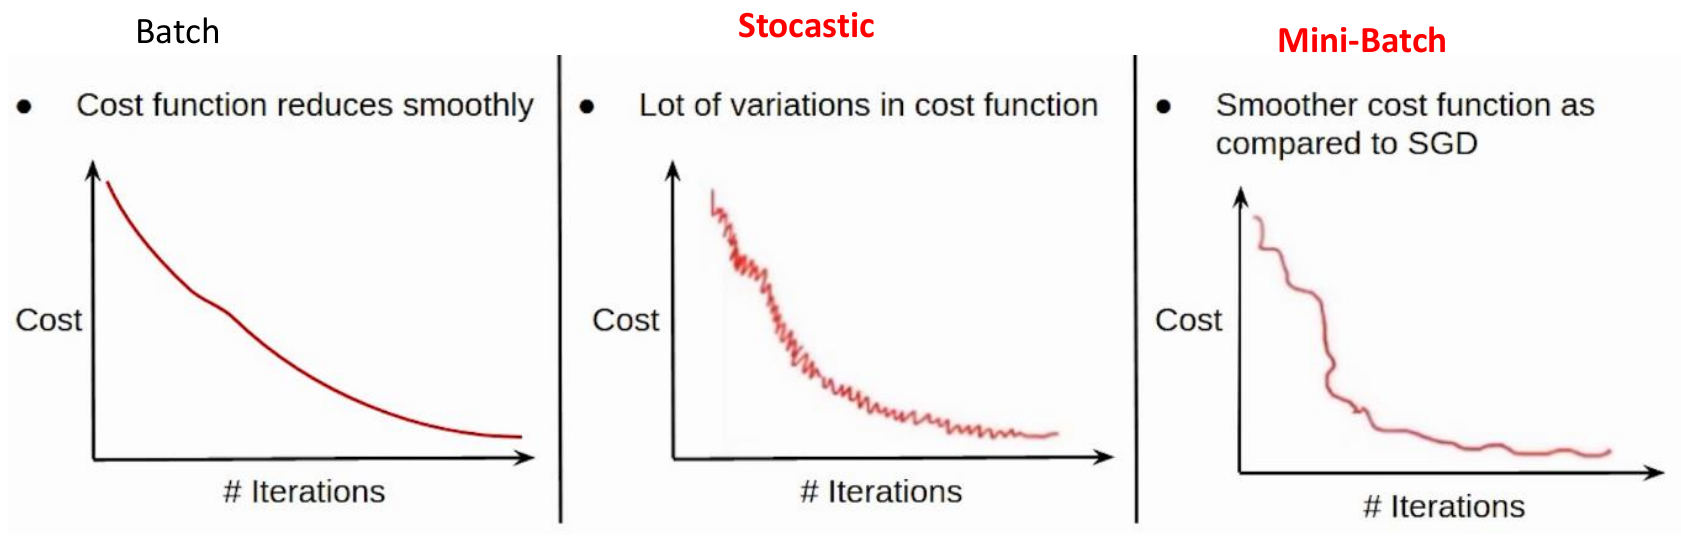 Batch
● Cost function reduces smoothly
Cost
# Iterations
Stocastic
● Lot of variations in cost function
Cost
# Iterations
Mini-Batch
● Smoother cost function as
compared to SGD
Cost
# Iterations